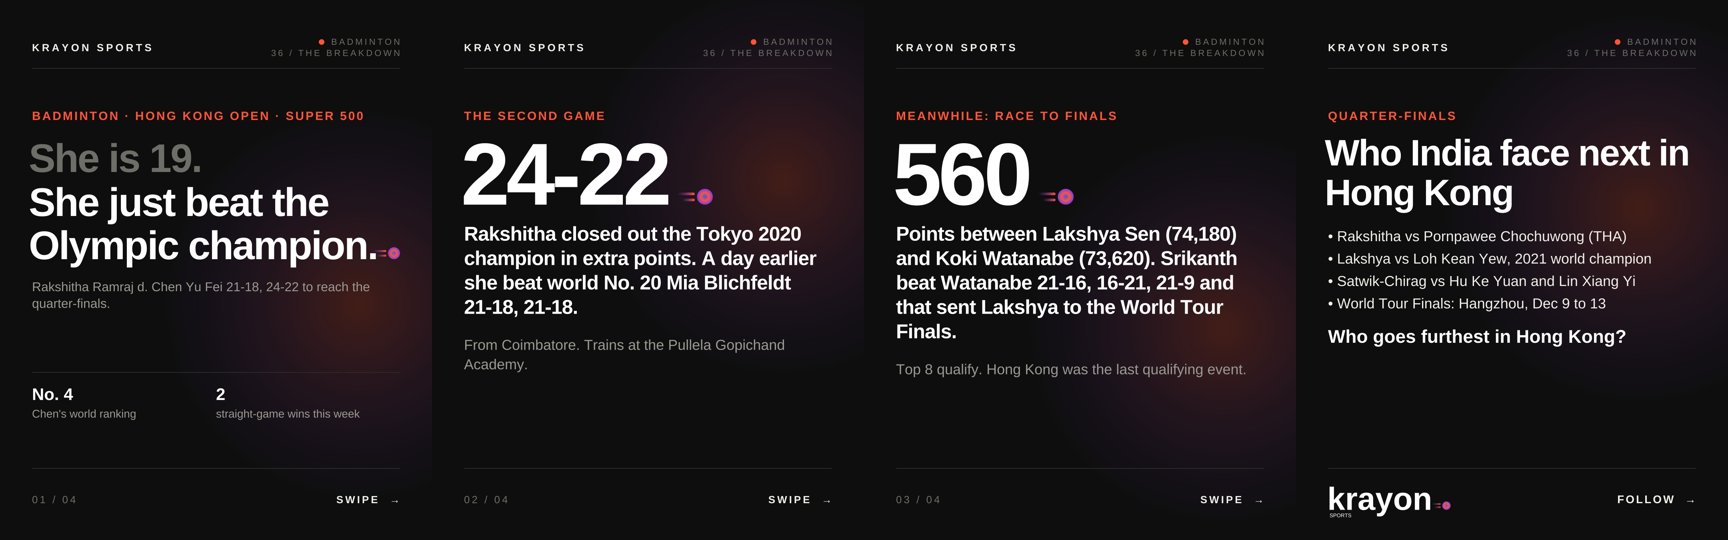 KRAYON SPORTS
BADMINTON
36 / THE BREAKDOWN
BADMINTON · HONG KONG OPEN · SUPER 500
She is 19.
She just beat the
Olympic champion.
Rakshitha Ramraj d. Chen Yu Fei 21-18, 24-22 to reach the
quarter-finals.
No. 4
Chen's world ranking
2
straight-game wins this week
01 / 04
SWIPE →
KRAYON SPORTS
BADMINTON
36 / THE BREAKDOWN
THE SECOND GAME
24-22
Rakshitha closed out the Tokyo 2020
champion in extra points. A day earlier
she beat world No. 20 Mia Blichfeldt
21-18, 21-18.
From Coimbatore. Trains at the Pullela Gopichand
Academy.
02 / 04
SWIPE →
KRAYON SPORTS
BADMINTON
36 / THE BREAKDOWN
MEANWHILE: RACE TO FINALS
560
Points between Lakshya Sen (74,180)
and Koki Watanabe (73,620). Srikanth
beat Watanabe 21-16, 16-21, 21-9 and
that sent Lakshya to the World Tour
Finals.
Top 8 qualify. Hong Kong was the last qualifying event.
03 / 04
SWIPE →
KRAYON SPORTS
BADMINTON
36 / THE BREAKDOWN
QUARTER-FINALS
Who India face next in
Hong Kong
• Rakshitha vs Pornpawee Chochuwong (THA)
• Lakshya vs Loh Kean Yew, 2021 world champion
• Satwik-Chirag vs Hu Ke Yuan and Lin Xiang Yi
• World Tour Finals: Hangzhou, Dec 9 to 13
Who goes furthest in Hong Kong?
krayon
SPORTS
FOLLOW →